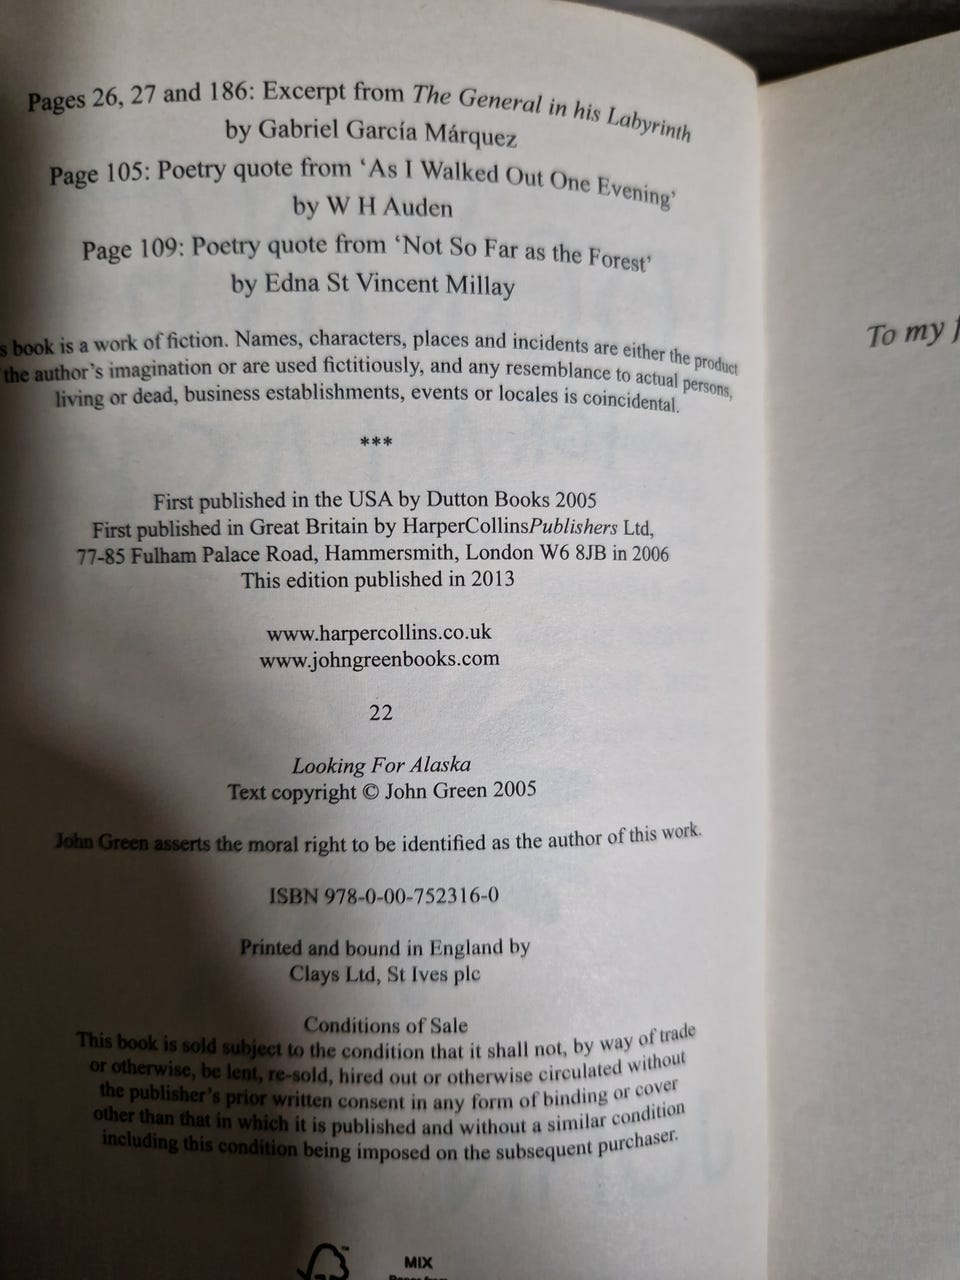 Pages 26, 27 and 186: Excerpt from The General in his Labyrinth
by Gabriel García Márquez
Page 105: Poetry quote from ‘As I Walked Out One Evening’
by W H Auden
Page 109: Poetry quote from ‘Not So Far as the Forest’
by Edna St Vincent Millay
s book is a work of fiction. Names, characters, places and incidents are either the product
the author’s imagination or are used fictitiously, and any resemblance to actual persons,
living or dead, business establishments, events or locales is coincidental.
***
First published in the USA by Dutton Books 2005
First published in Great Britain by HarperCollinsPublishers Ltd,
77-85 Fulham Palace Road, Hammersmith, London W6 8JB in 2006
This edition published in 2013
www.harpercollins.co.uk
www.johngreenbooks.com
22
Looking For Alaska
Text copyright © John Green 2005
John Green asserts the moral right to be identified as the author of this work.
ISBN 978-0-00-752316-0
Printed and bound in England by
Clays Ltd, St Ives plc
Conditions of Sale
This book is sold subject to the condition that it shall not, by way of trade
or otherwise, be lent, re-sold, hired out or otherwise circulated without
the publisher’s prior written consent in any form of binding or cover
other than that in which it is published and without a similar condition
including this condition being imposed on the subsequent purchaser.
MIX
To my